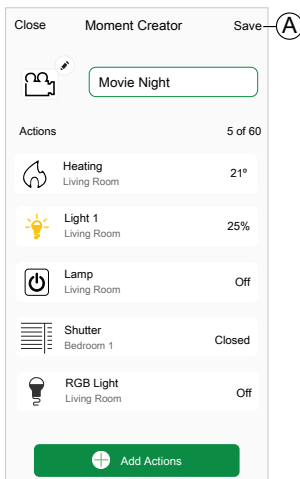 Close Moment Creator Save A
Movie Night
Actions 5 of 60
Heating
Living Room 21º
Light 1
Living Room 25%
Lamp
Living Room Off
Shutter
Bedroom 1 Closed
RGB Light
Living Room Off
Add Actions